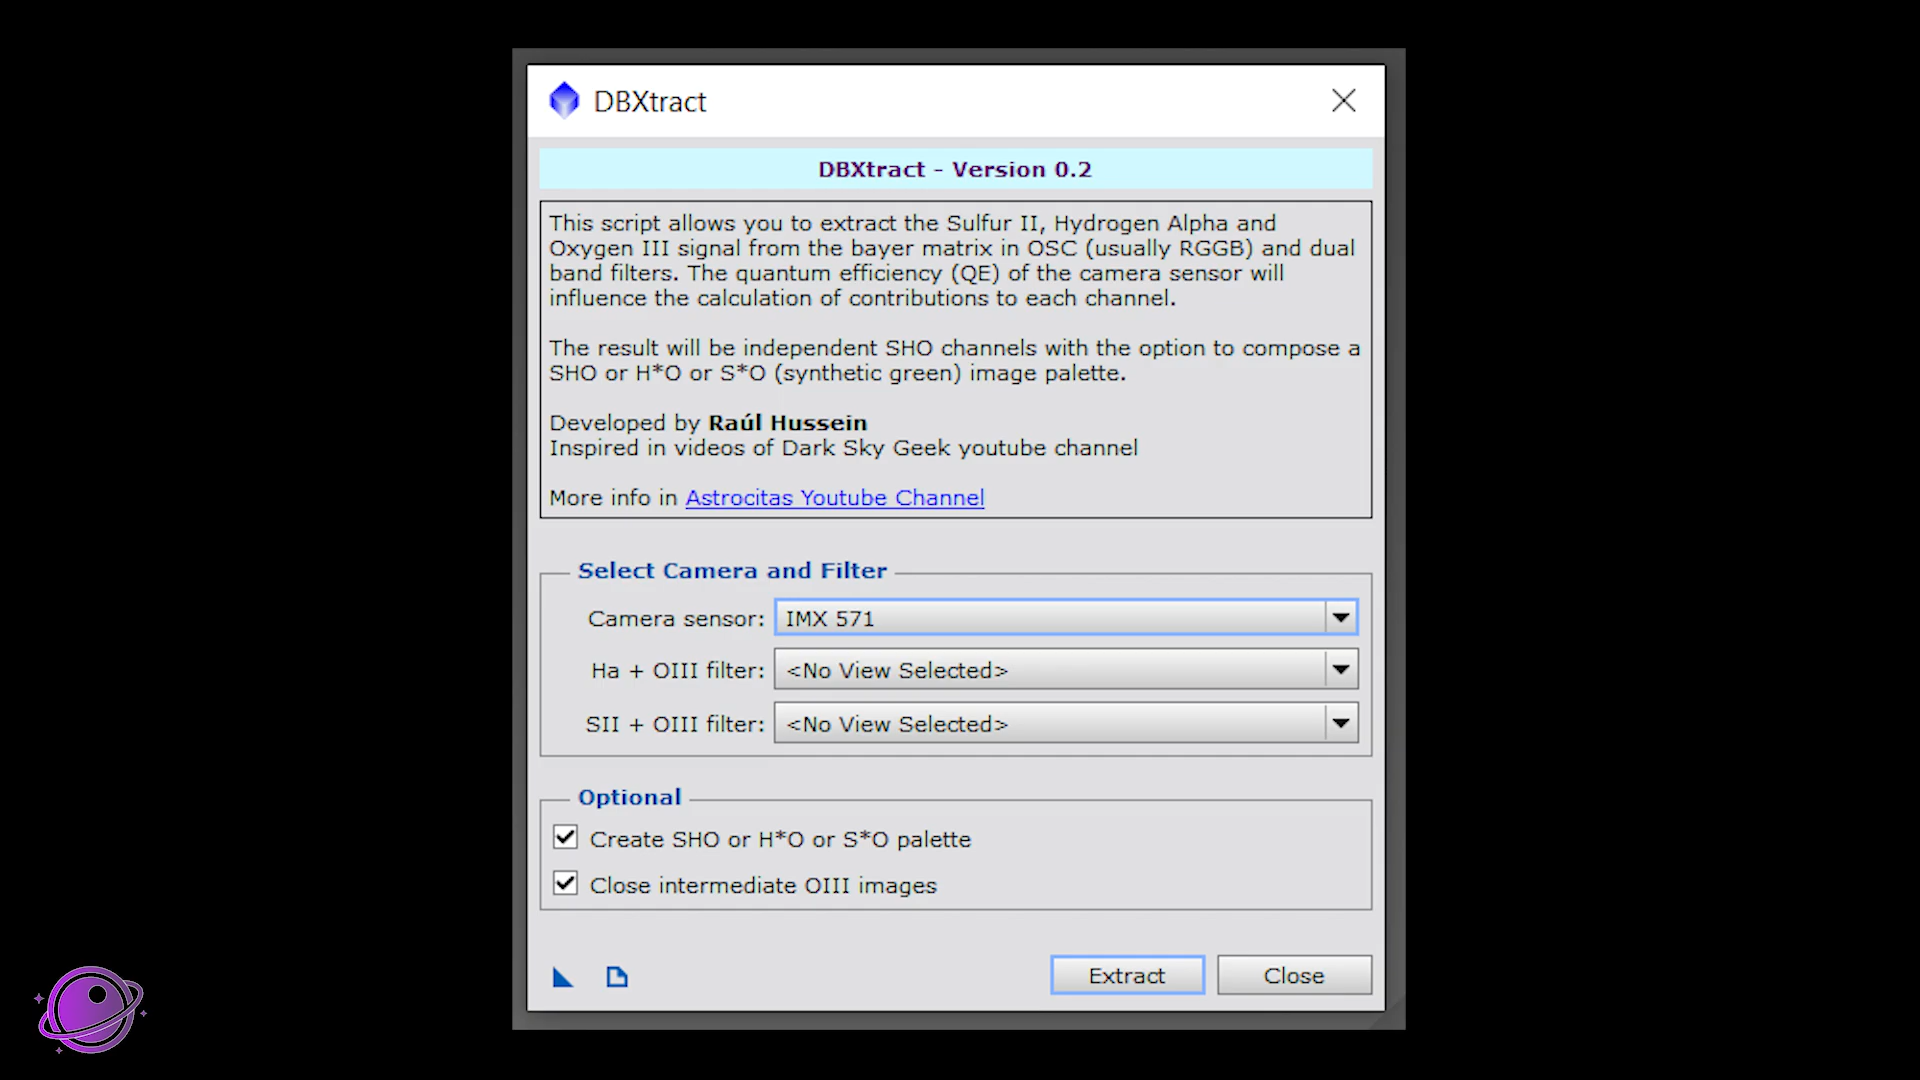 DBXtract
DBXtract - Version 0.2
This script allows you to extract the Sulfur II, Hydrogen Alpha and
Oxygen III signal from the bayer matrix in OSC (usually RGGB) and dual
band filters. The quantum efficiency (QE) of the camera sensor will
influence the calculation of contributions to each channel.
The result will be independent SHO channels with the option to compose a
SHO or H*O or S*O (synthetic green) image palette.
Developed by Raúl Hussein
Inspired in videos of Dark Sky Geek youtube channel
More info in Astrocitas Youtube Channel
Select Camera and Filter
Camera sensor: IMX 571
Ha + OIII filter: <No View Selected>
SII + OIII filter: <No View Selected>
Optional
Create SHO or H*O or S*O palette
Close intermediate OIII images
Extract Close